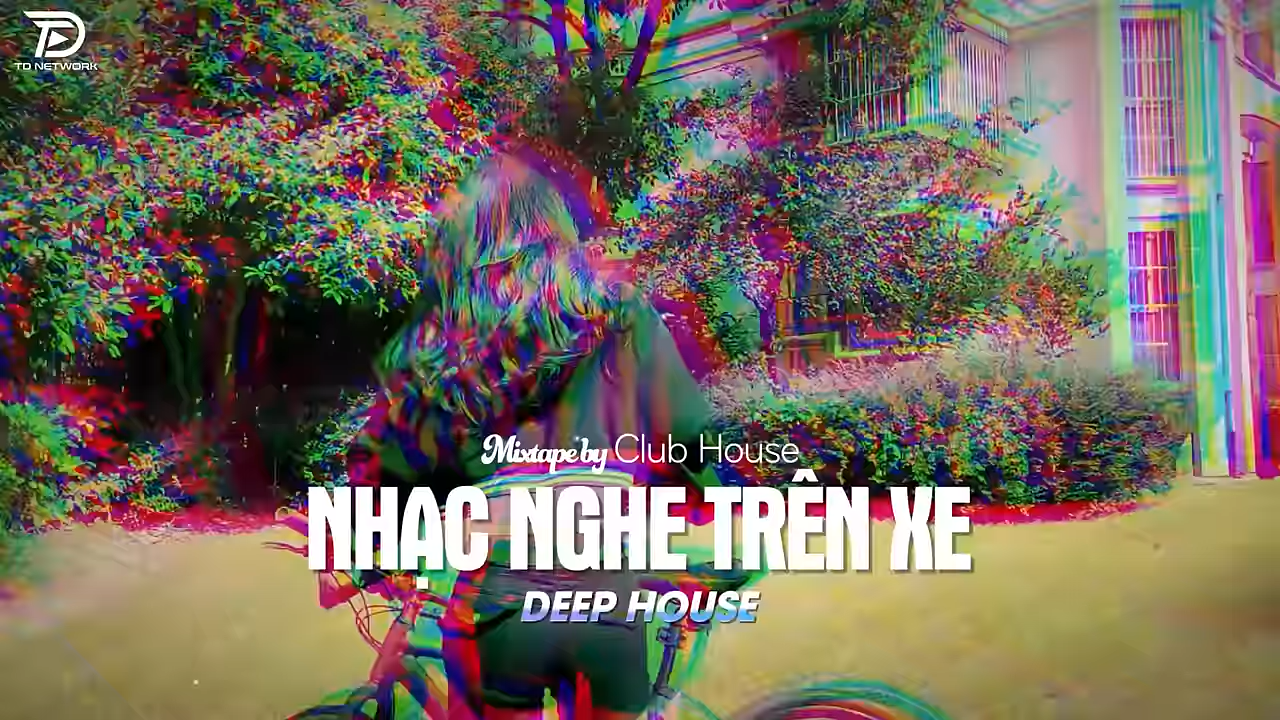 TD NETWORK
Mixtape by Club House
NHẠC NGHE TRÊN XE
DEEP HOUSE